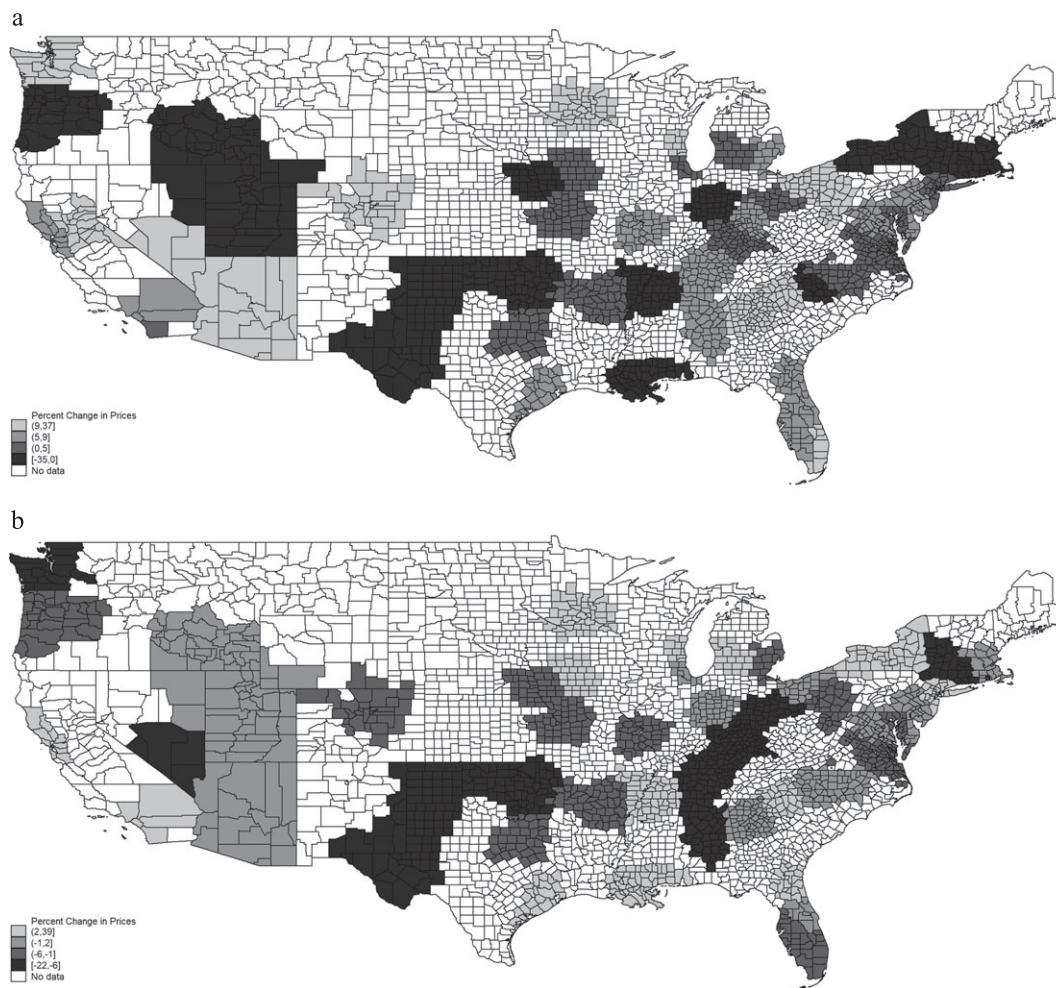 a
Percent Change in Prices
(9,37]
(5,9]
(0,5]
[-35,0]
No data
b
Percent Change in Prices
(2,39]
(-1,2]
(-6,-1]
[-22,-6]
No data